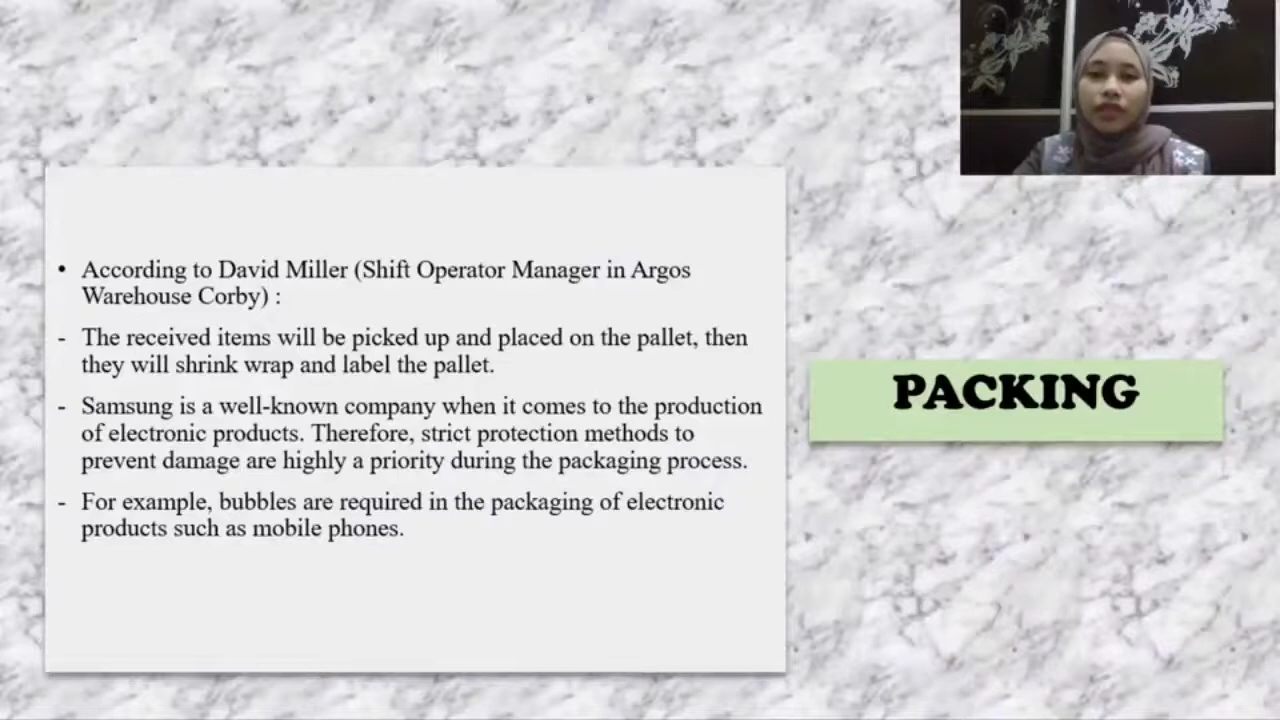 • According to David Miller (Shift Operator Manager in Argos
Warehouse Corby) :
- The received items will be picked up and placed on the pallet, then
they will shrink wrap and label the pallet.
- Samsung is a well-known company when it comes to the production
of electronic products. Therefore, strict protection methods to
prevent damage are highly a priority during the packaging process.
- For example, bubbles are required in the packaging of electronic
products such as mobile phones.
PACKING